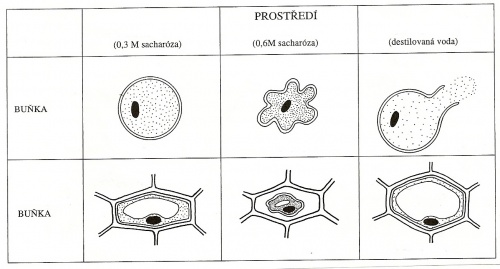 PROSTŘEDÍ
(0,3 M sacharóza) (0,6M sacharóza) (destilovaná voda)
BUŇKA
BUŇKA